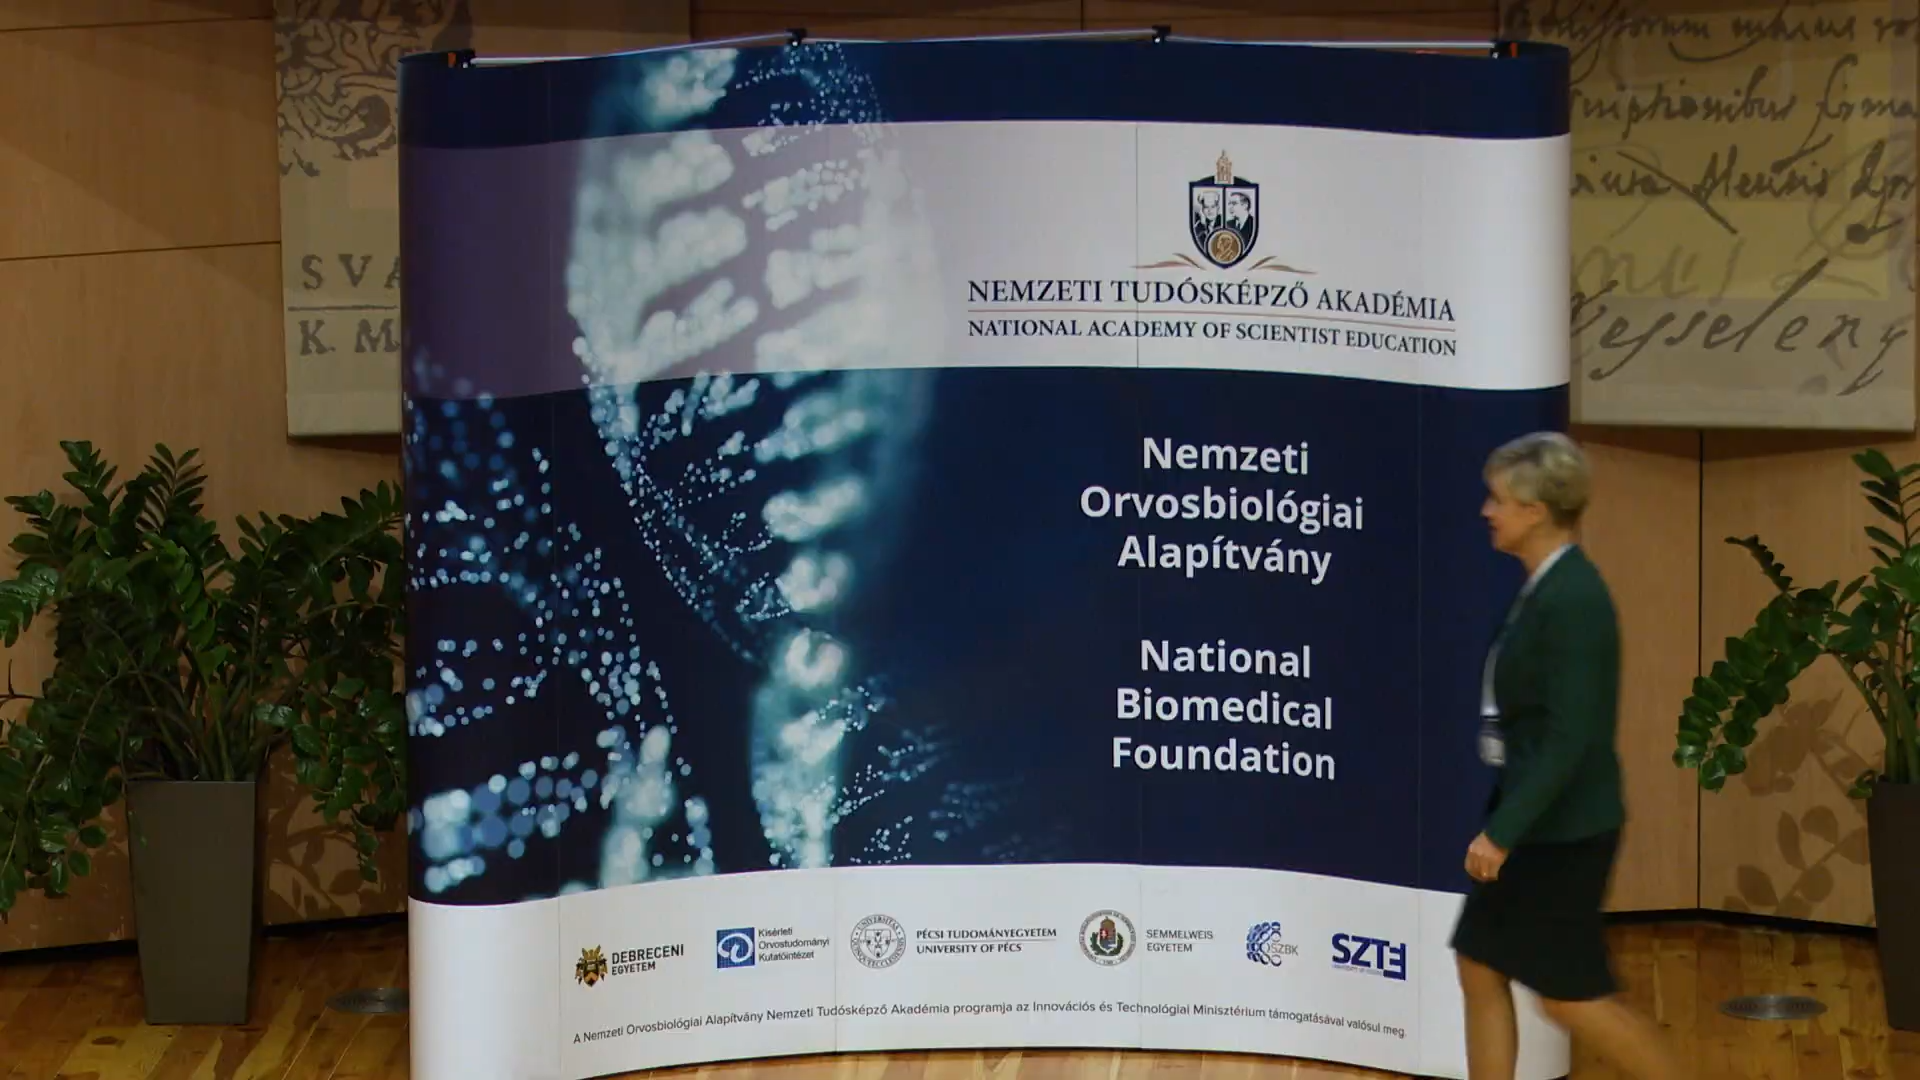 NEMZETI TUDÓSKÉPZŐ AKADÉMIA
NATIONAL ACADEMY OF SCIENTIST EDUCATION
Nemzeti
Orvosbiológiai
Alapítvány
National
Biomedical
Foundation
DEBRECENI
EGYETEM
Kísérleti
Orvostudományi
Kutatóintézet
PÉCSI TUDOMÁNYEGYETEM
UNIVERSITY OF PÉCS
SEMMELWEIS
EGYETEM
SZBK
SZTE
A Nemzeti Orvosbiológiai Alapítvány Nemzeti Tudósképző Akadémia programja az Innovációs és Technológiai Minisztérium támogatásával valósul meg.
SVA
K. M